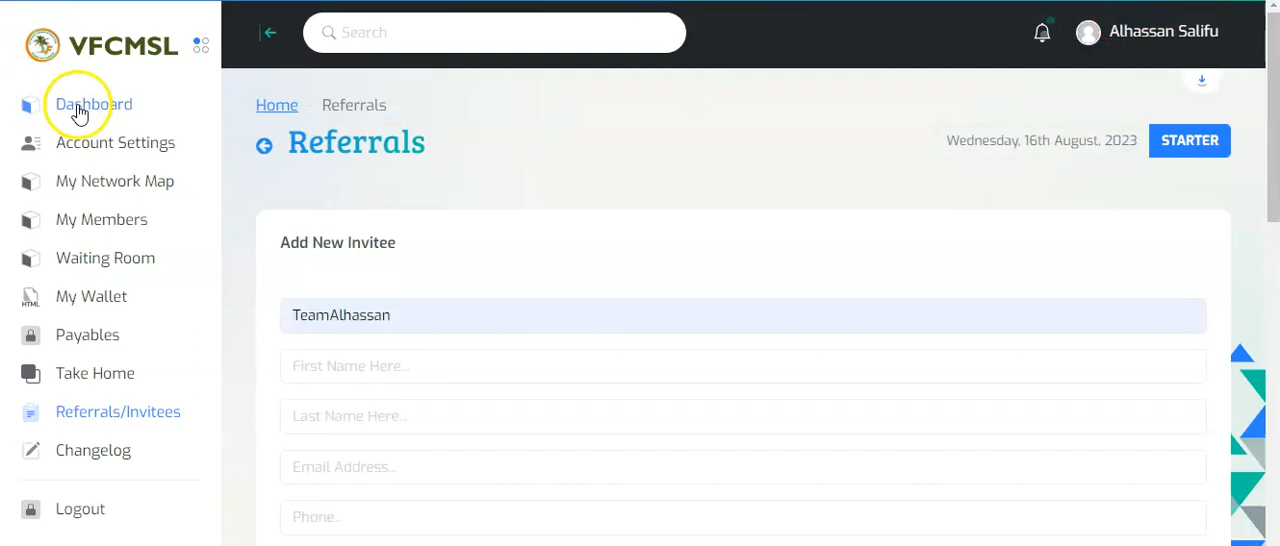 VFCMSL
Search
Alhassan Salifu
Dashboard
Account Settings
My Network Map
My Members
Waiting Room
My Wallet
HTML
Payables
Take Home
Referrals/Invitees
Changelog
Logout
Home - Referrals
Referrals
Wednesday, 16th August, 2023
STARTER
Add New Invitee
TeamAlhassan
First Name Here...
Last Name Here...
Email Address...
Phone...